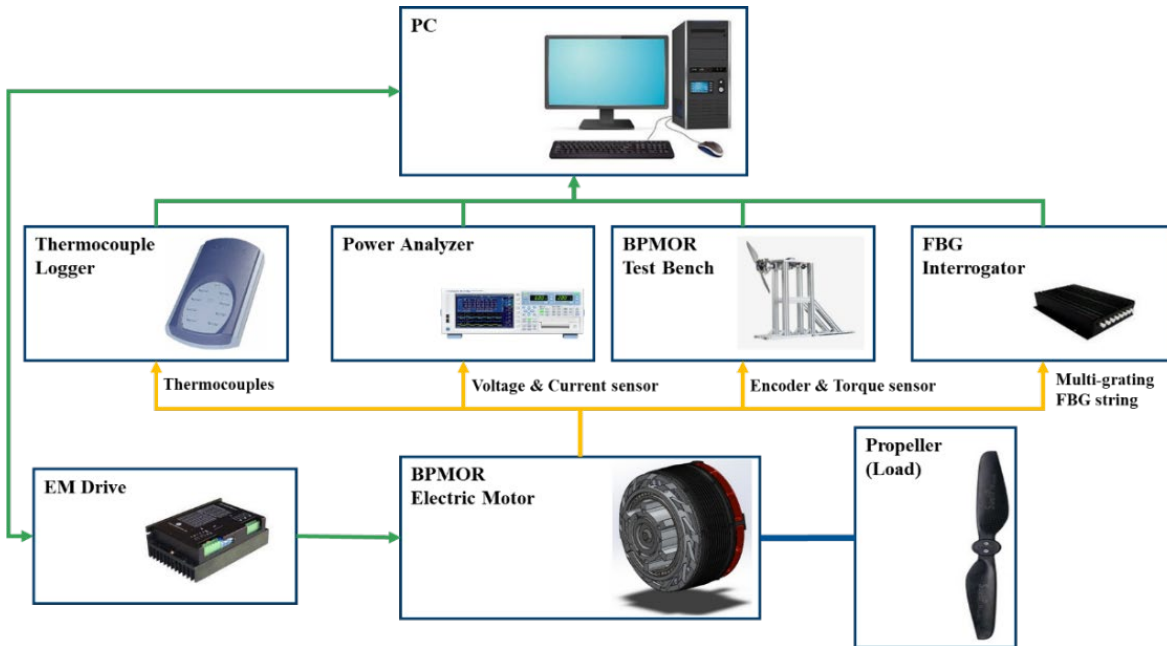 PC
Thermocouple
Logger
Power Analyzer
BPMOR
Test Bench
FBG
Interrogator
Thermocouples
Voltage & Current sensor
Encoder & Torque sensor
Multi-grating
FBG string
EM Drive
BPMOR
Electric Motor
Propeller
(Load)